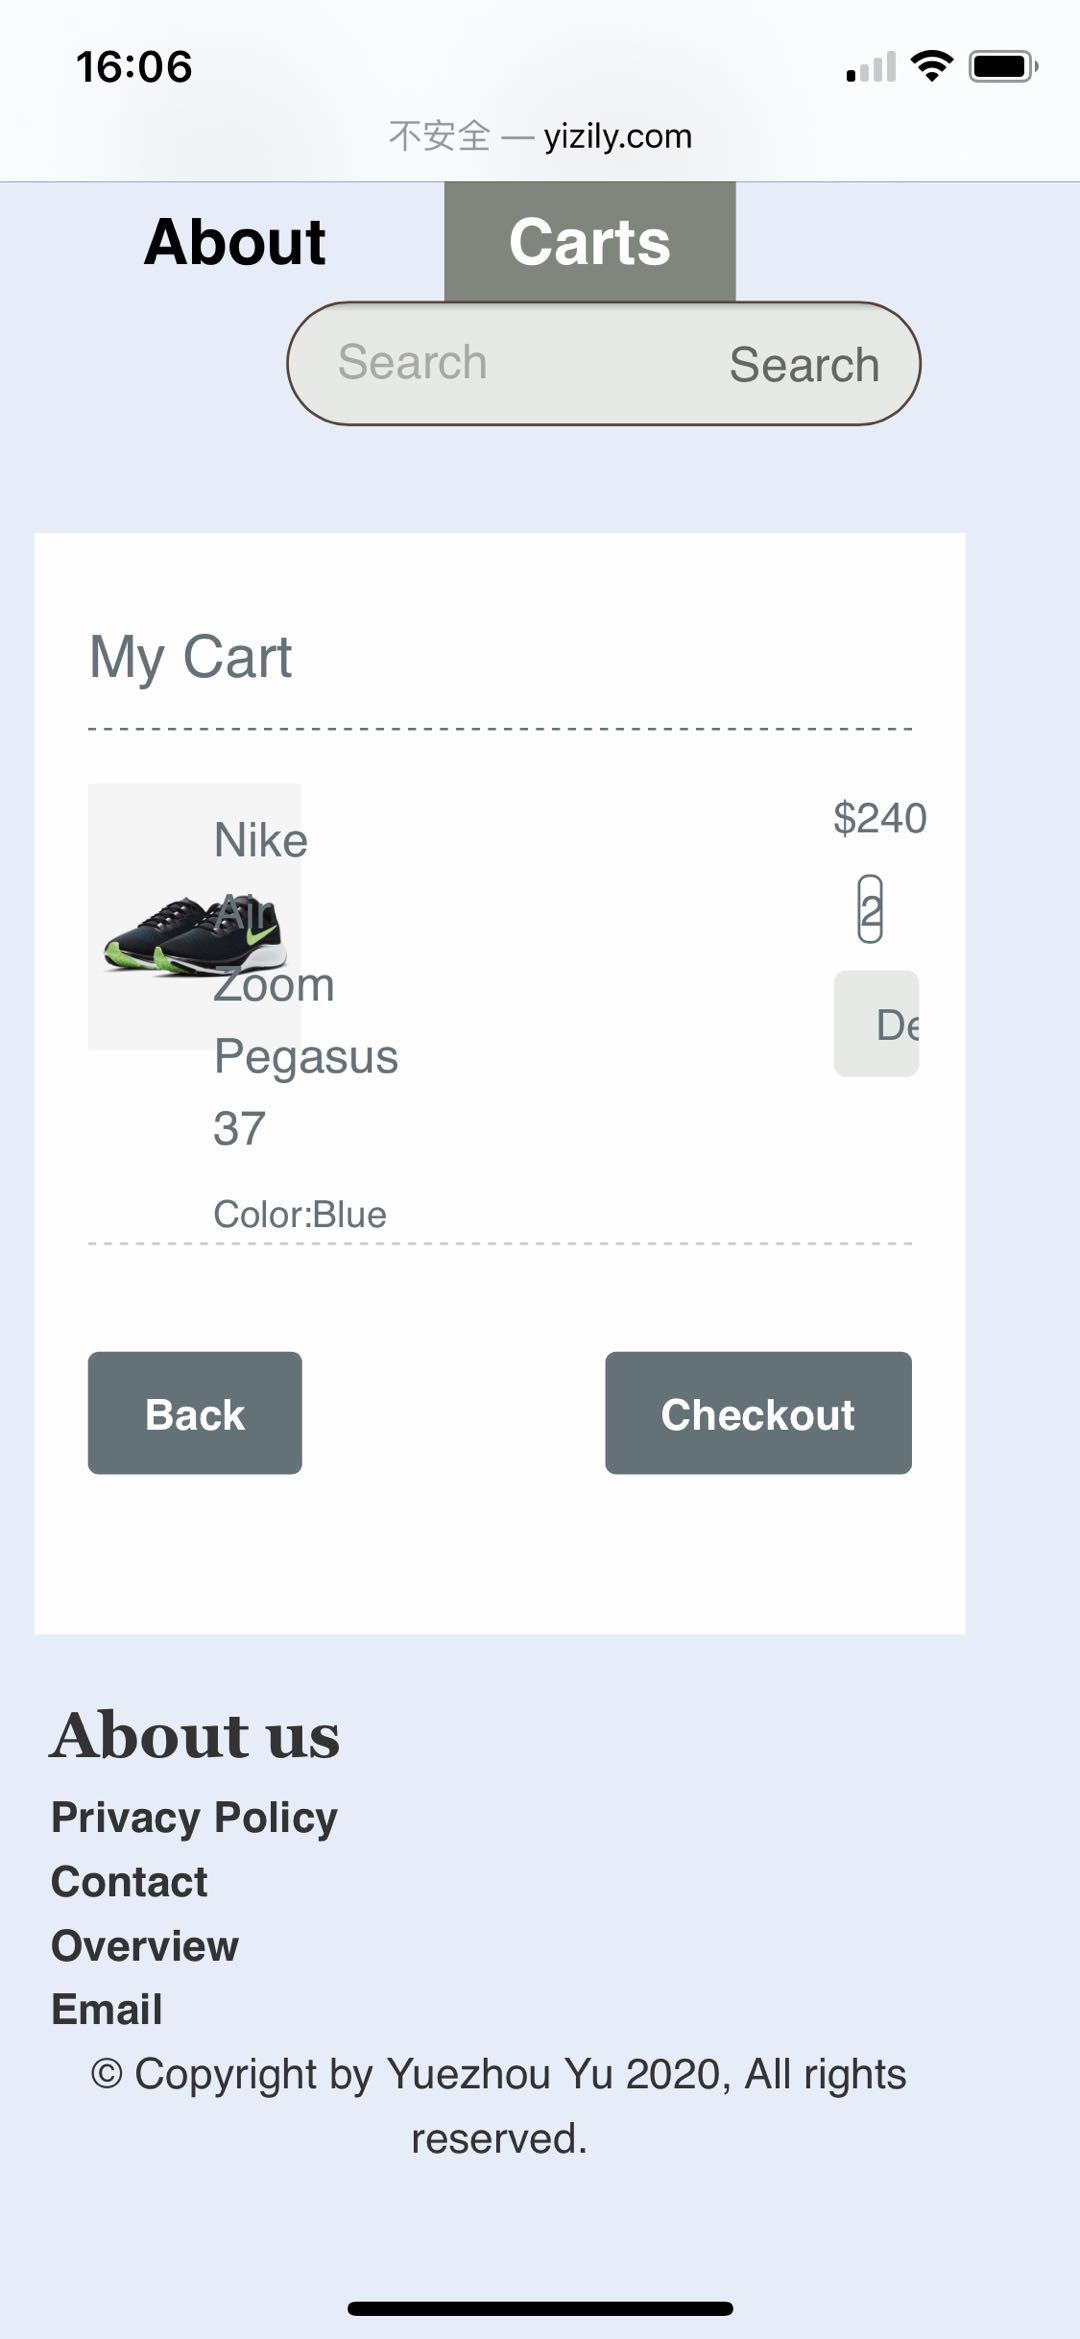 16:06
不安全 — yizily.com
About
Carts
Search
Search
My Cart
Nike
Air
Zoom
Pegasus
37
Color:Blue
$240
2
De
Back
Checkout
About us
Privacy Policy
Contact
Overview
Email
© Copyright by Yuezhou Yu 2020, All rights
reserved.